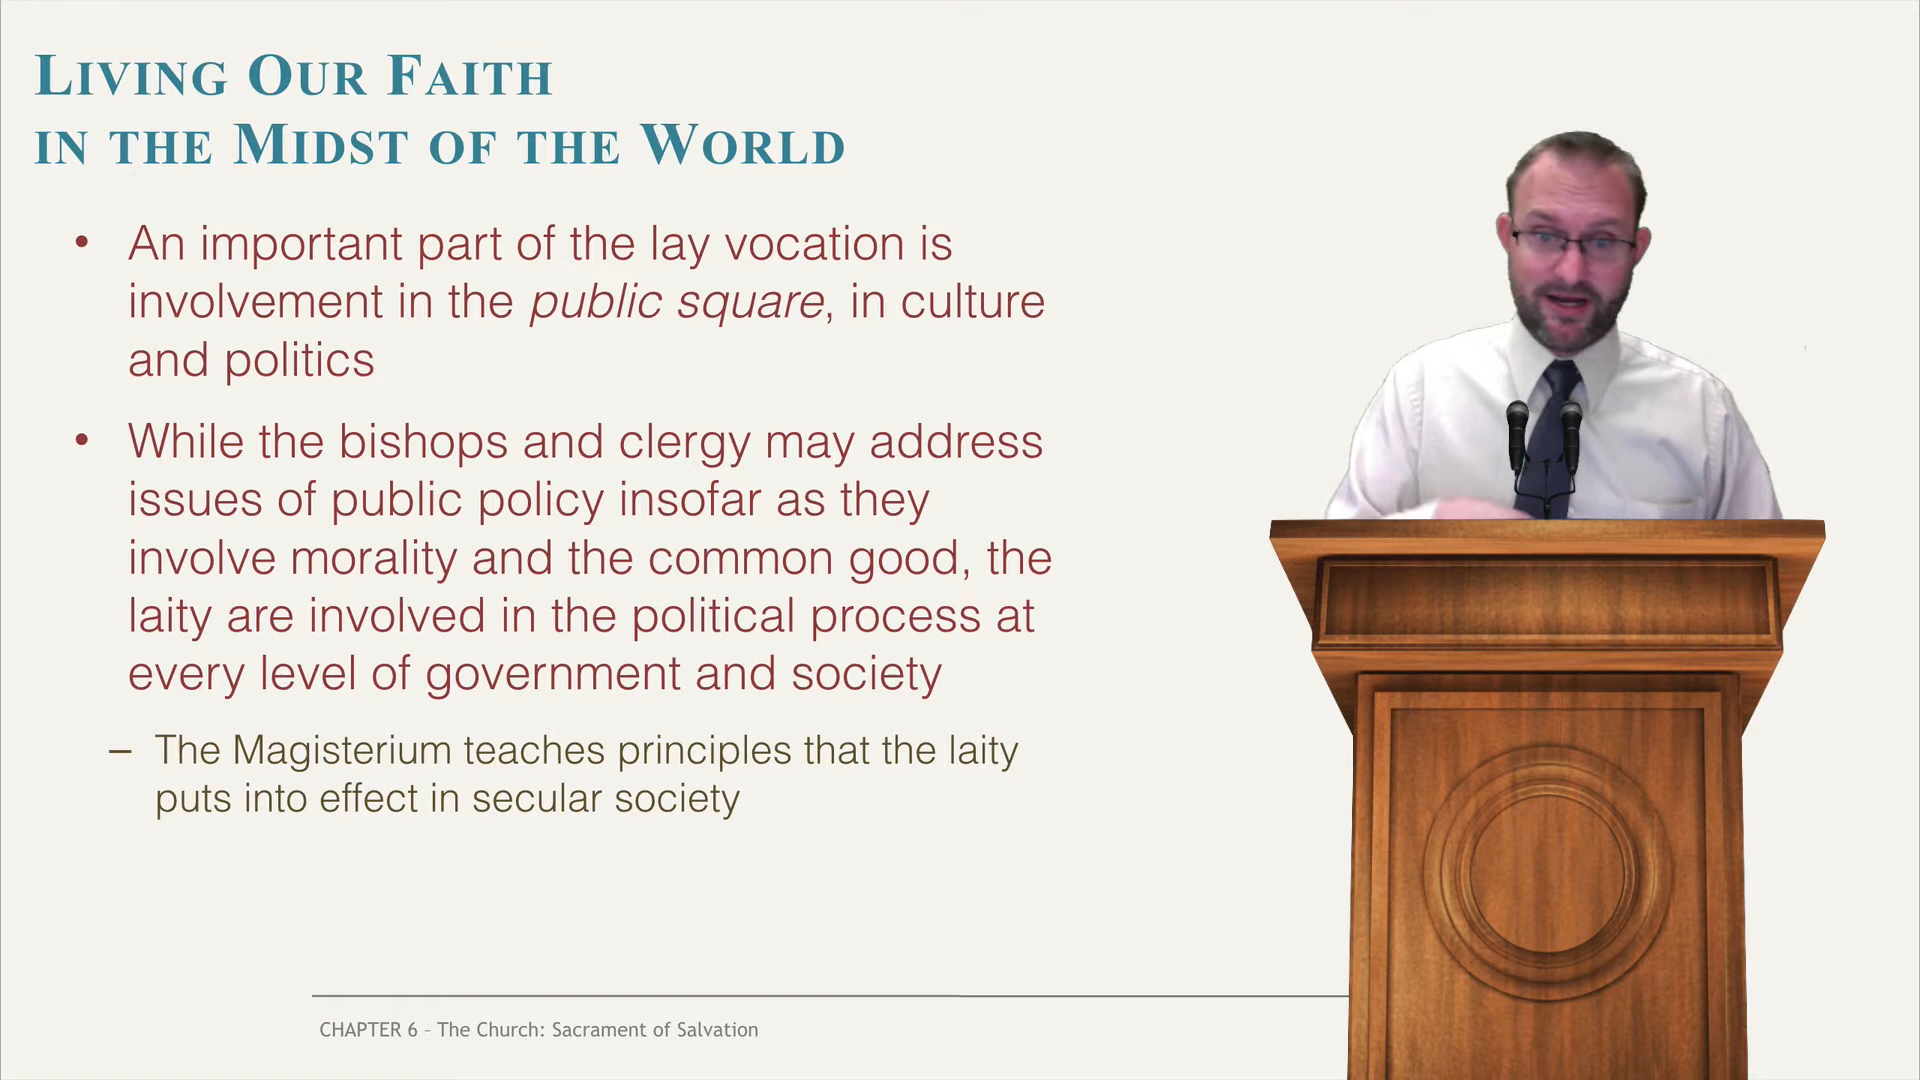 LIVING OUR FAITH
IN THE MIDST OF THE WORLD
• An important part of the lay vocation is
involvement in the public square, in culture
and politics
• While the bishops and clergy may address
issues of public policy insofar as they
involve morality and the common good, the
laity are involved in the political process at
every level of government and society
– The Magisterium teaches principles that the laity
puts into effect in secular society
CHAPTER 6 – The Church: Sacrament of Salvation